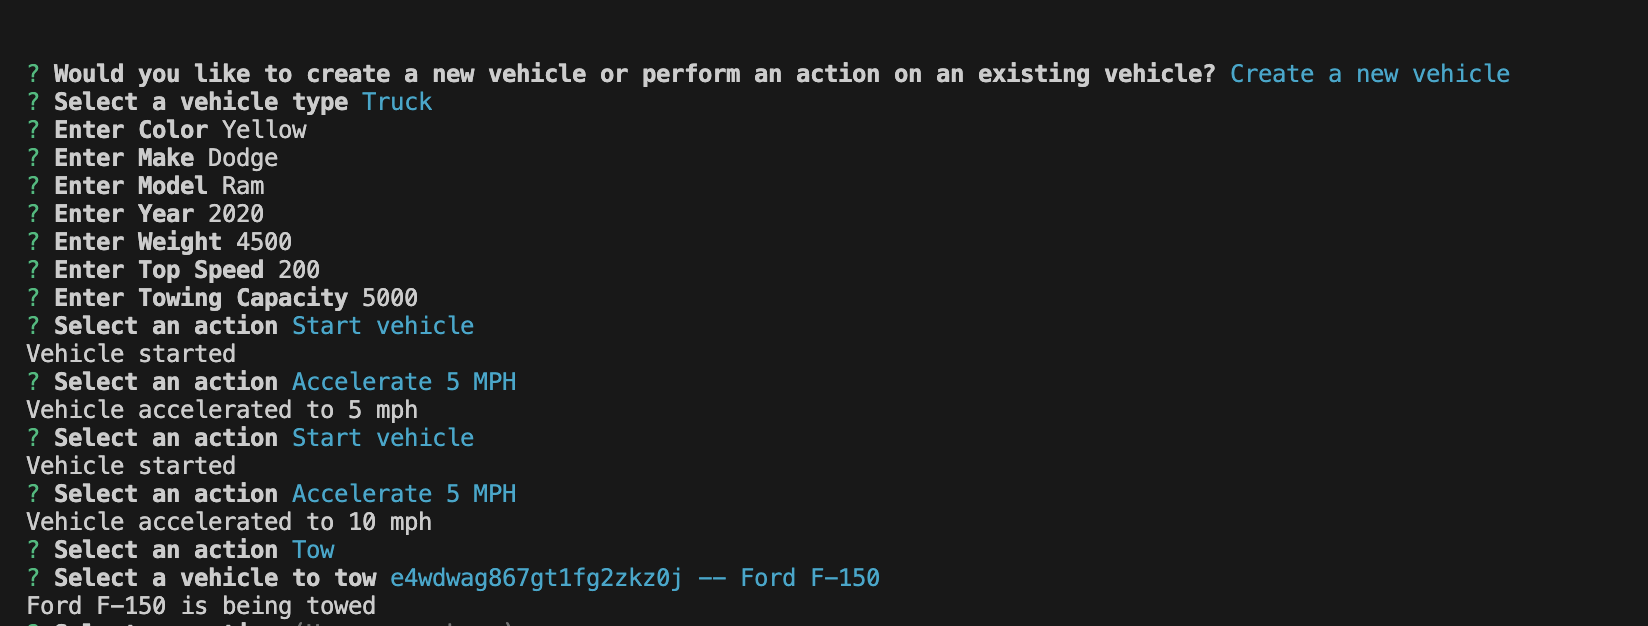 ? Would you like to create a new vehicle or perform an action on an existing vehicle? Create a new vehicle
? Select a vehicle type Truck
? Enter Color Yellow
? Enter Make Dodge
? Enter Model Ram
? Enter Year 2020
? Enter Weight 4500
? Enter Top Speed 200
? Enter Towing Capacity 5000
? Select an action Start vehicle
Vehicle started
? Select an action Accelerate 5 MPH
Vehicle accelerated to 5 mph
? Select an action Start vehicle
Vehicle started
? Select an action Accelerate 5 MPH
Vehicle accelerated to 10 mph
? Select an action Tow
? Select a vehicle to tow e4wdwag867gt1fg2zkz0j -- Ford F-150
Ford F-150 is being towed